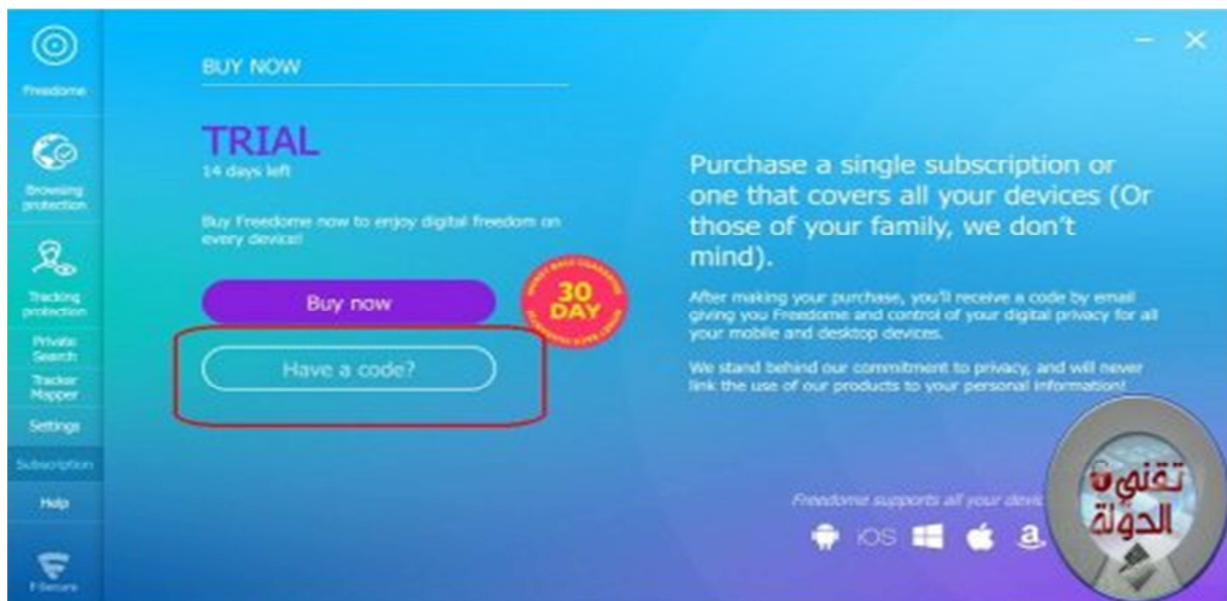 Freedome
Browsing
protection
Tracking
protection
Private
Search
Tracker
Mapper
Settings
Subscription
Help
F-Secure
BUY NOW
TRIAL
14 days left
Buy Freedome now to enjoy digital freedom on
every device!
Buy now
30
DAY
Have a code?
Purchase a single subscription or
one that covers all your devices (Or
those of your family, we don't
mind).
After making your purchase, you'll receive a code by email
giving you Freedome and control of your digital privacy for all
your mobile and desktop devices.
We stand behind our commitment to privacy, and will never
link the use of our products to your personal information!
Freedome supports all your
iOS
تقني
الدولة